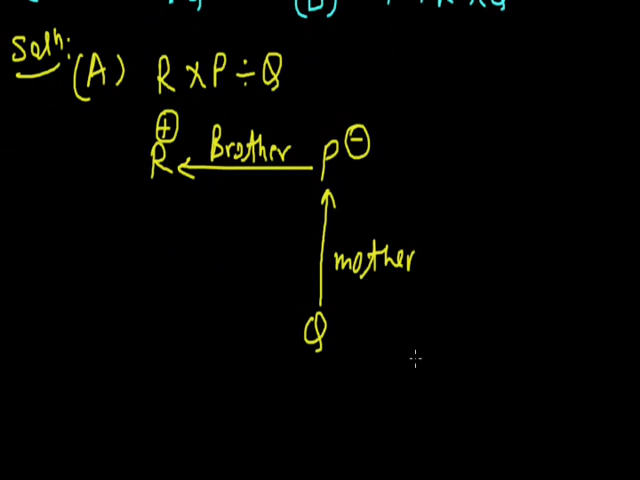 Soln:
(A) R × P ÷ Q
⊕
R Brother P ⊖
mother
Q